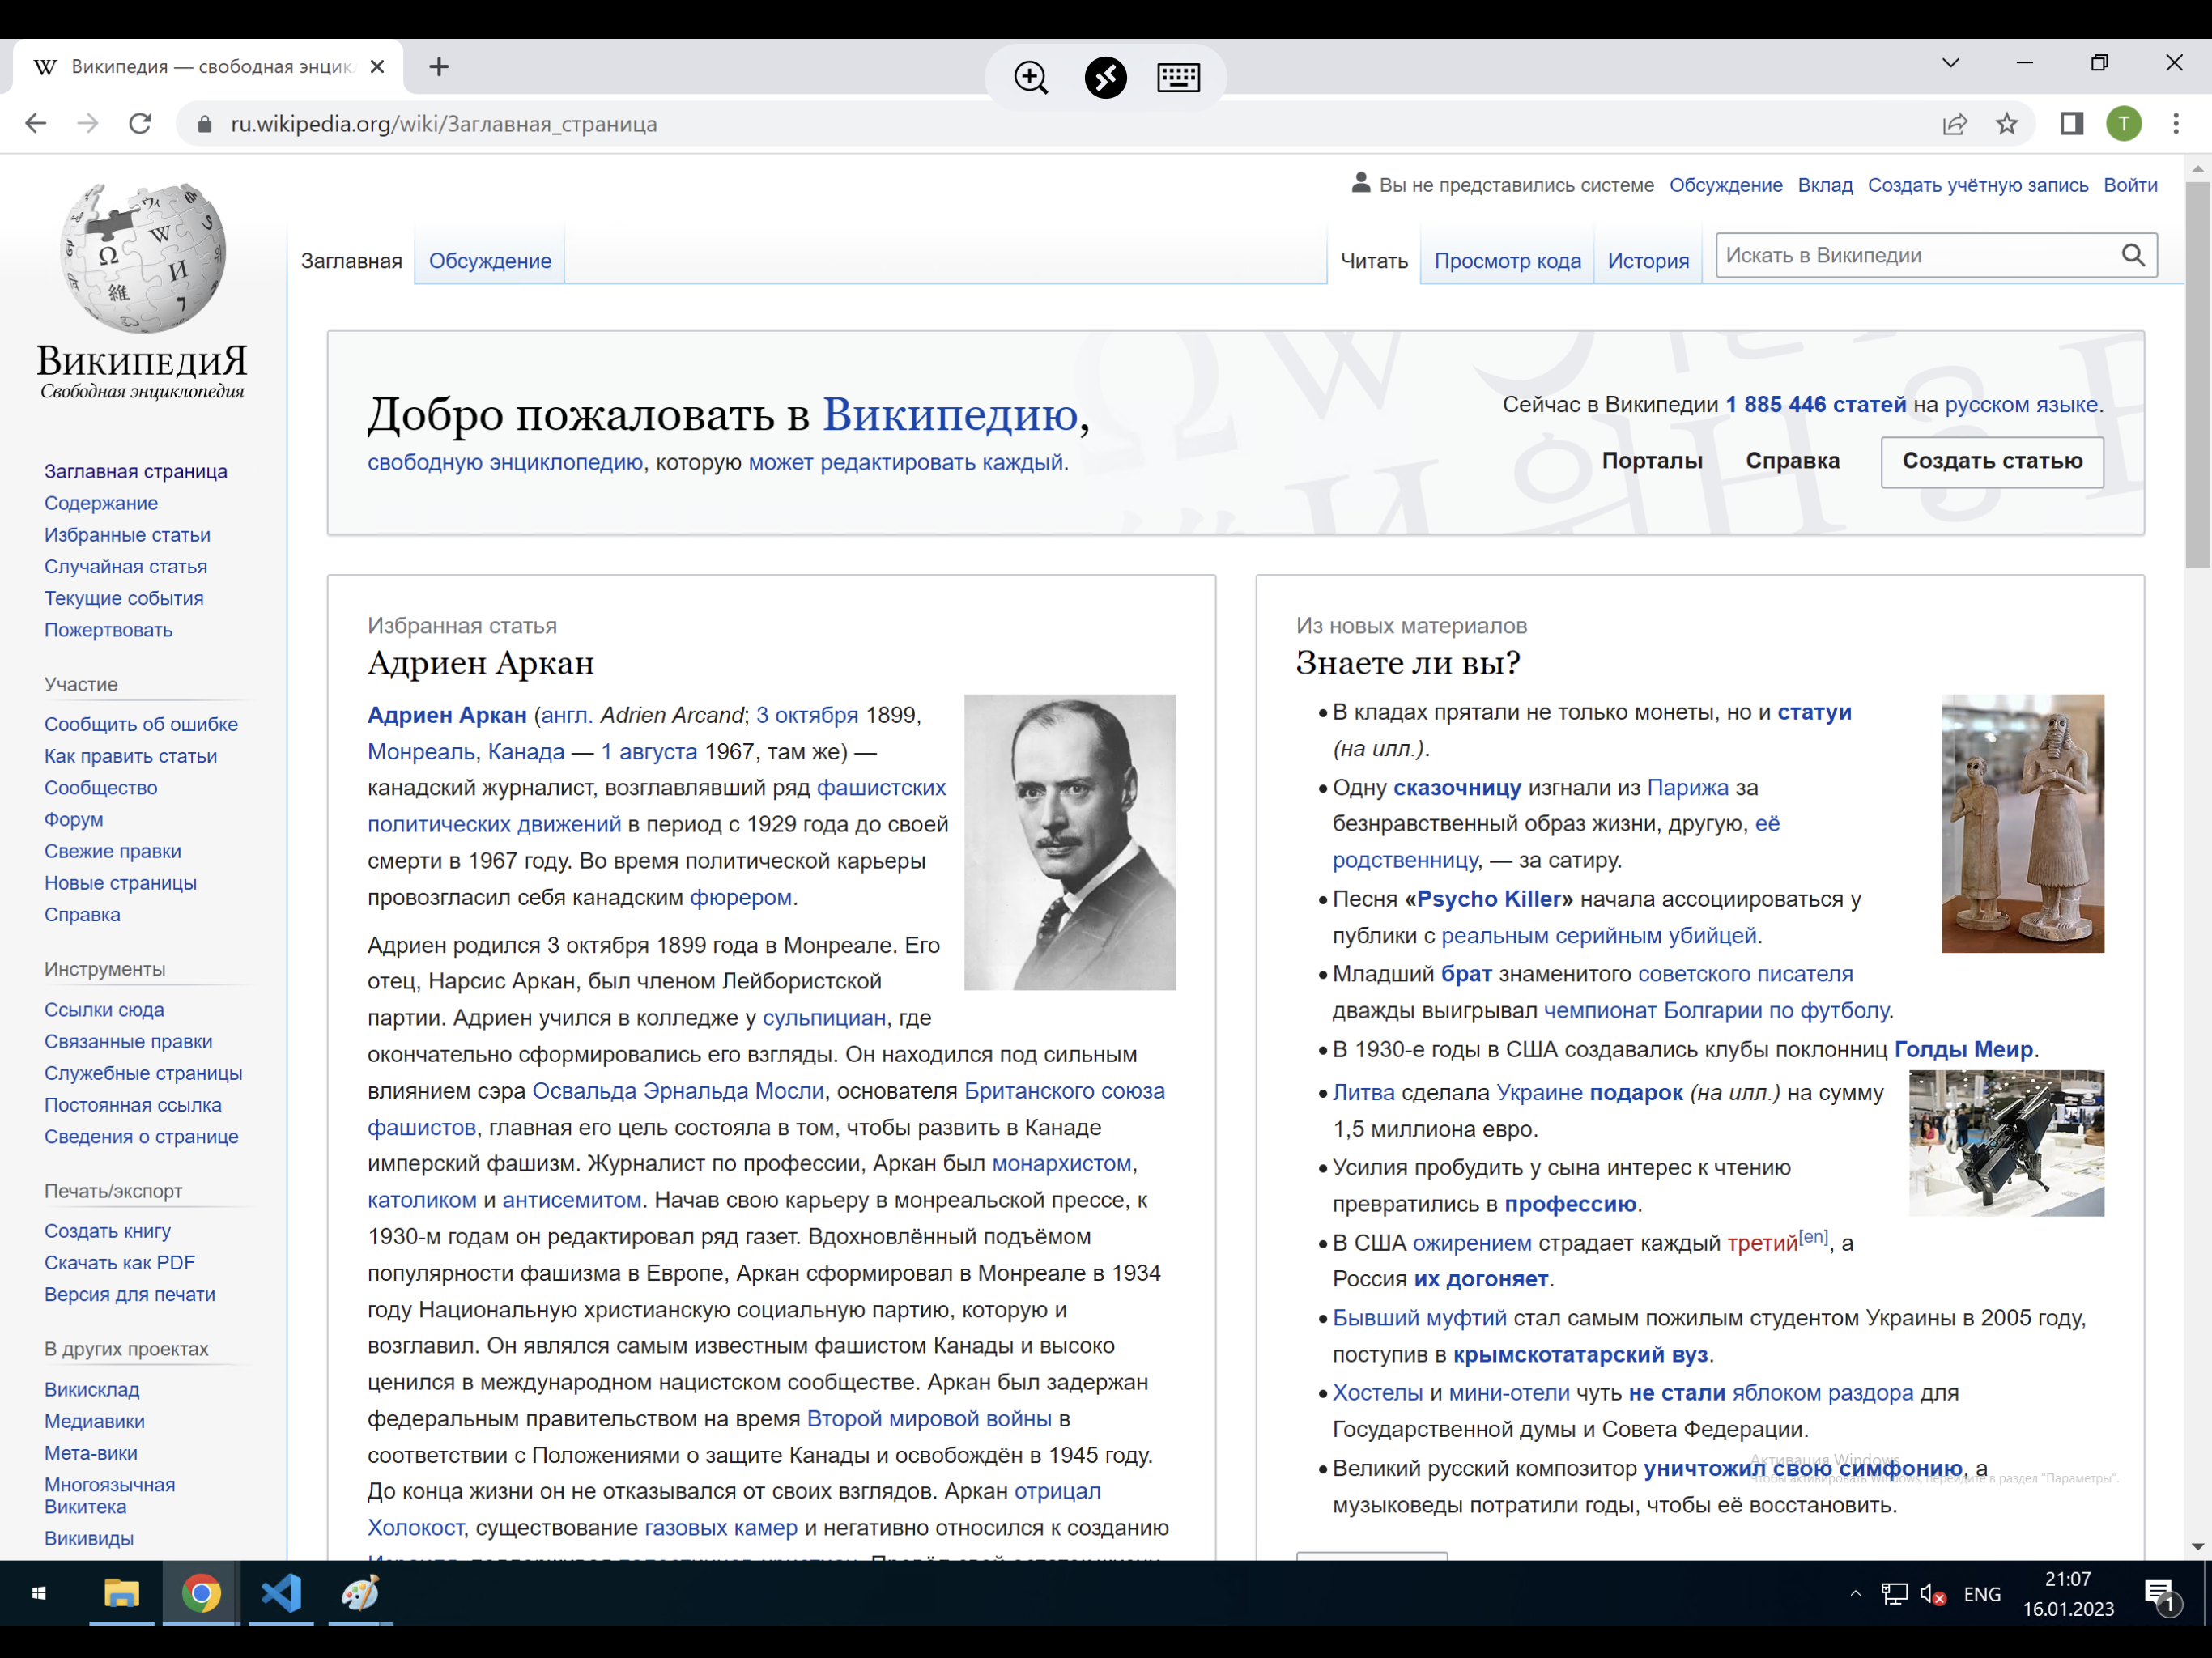 Википедия — свободная энцик
ru.wikipedia.org/wiki/Заглавная_страница
T
Вы не представились системе Обсуждение Вклад Создать учётную запись Войти
ВикипедиЯ
Свободная энциклопедия
Заглавная Обсуждение
Читать Просмотр кода История
Искать в Википедии
Заглавная страница
Содержание
Избранные статьи
Случайная статья
Текущие события
Пожертвовать
Участие
Сообщить об ошибке
Как править статьи
Сообщество
Форум
Свежие правки
Новые страницы
Справка
Инструменты
Ссылки сюда
Связанные правки
Служебные страницы
Постоянная ссылка
Сведения о странице
Печать/экспорт
Создать книгу
Скачать как PDF
Версия для печати
В других проектах
Викисклад
Медиавики
Мета-вики
Многоязычная
Викитека
Викивиды
Добро пожаловать в Википедию,
свободную энциклопедию, которую может редактировать каждый.
Сейчас в Википедии 1 885 446 статей на русском языке.
Порталы Справка Создать статью
Избранная статья
Адриен Аркан
Адриен Аркан (англ. Adrien Arcand; 3 октября 1899,
Монреаль, Канада — 1 августа 1967, там же) —
канадский журналист, возглавлявший ряд фашистских
политических движений в период с 1929 года до своей
смерти в 1967 году. Во время политической карьеры
провозгласил себя канадским фюрером.
Адриен родился 3 октября 1899 года в Монреале. Его
отец, Нарсис Аркан, был членом Лейбористской
партии. Адриен учился в колледже у сульпициан, где
окончательно сформировались его взгляды. Он находился под сильным
влиянием сэра Освальда Эрнальда Мосли, основателя Британского союза
фашистов, главная его цель состояла в том, чтобы развить в Канаде
имперский фашизм. Журналист по профессии, Аркан был монархистом,
католиком и антисемитом. Начав свою карьеру в монреальской прессе, к
1930-м годам он редактировал ряд газет. Вдохновлённый подъёмом
популярности фашизма в Европе, Аркан сформировал в Монреале в 1934
году Национальную христианскую социальную партию, которую и
возглавил. Он являлся самым известным фашистом Канады и высоко
ценился в международном нацистском сообществе. Аркан был задержан
федеральным правительством на время Второй мировой войны в
соответствии с Положениями о защите Канады и освобождён в 1945 году.
До конца жизни он не отказывался от своих взглядов. Аркан отрицал
Холокост, существование газовых камер и негативно относился к созданию
Из новых материалов
Знаете ли вы?
• В кладах прятали не только монеты, но и статуи
(на илл.).
• Одну сказочницу изгнали из Парижа за
безнравственный образ жизни, другую, её
родственницу, — за сатиру.
• Песня «Psycho Killer» начала ассоциироваться у
публики с реальным серийным убийцей.
• Младший брат знаменитого советского писателя
дважды выигрывал чемпионат Болгарии по футболу.
• В 1930-е годы в США создавались клубы поклонниц Голды Меир.
• Литва сделала Украине подарок (на илл.) на сумму
1,5 миллиона евро.
• Усилия пробудить у сына интерес к чтению
превратились в профессию.
• В США ожирением страдает каждый третий[en], а
Россия их догоняет.
• Бывший муфтий стал самым пожилым студентом Украины в 2005 году,
поступив в крымскотатарский вуз.
• Хостелы и мини-отели чуть не стали яблоком раздора для
Государственной думы и Совета Федерации.
• Великий русский композитор уничтожил свою симфонию, а
музыковеды потратили годы, чтобы её восстановить.
Активация Windows
Чтобы активировать Windows, перейдите в раздел "Параметры".
ENG
21:07
16.01.2023
1